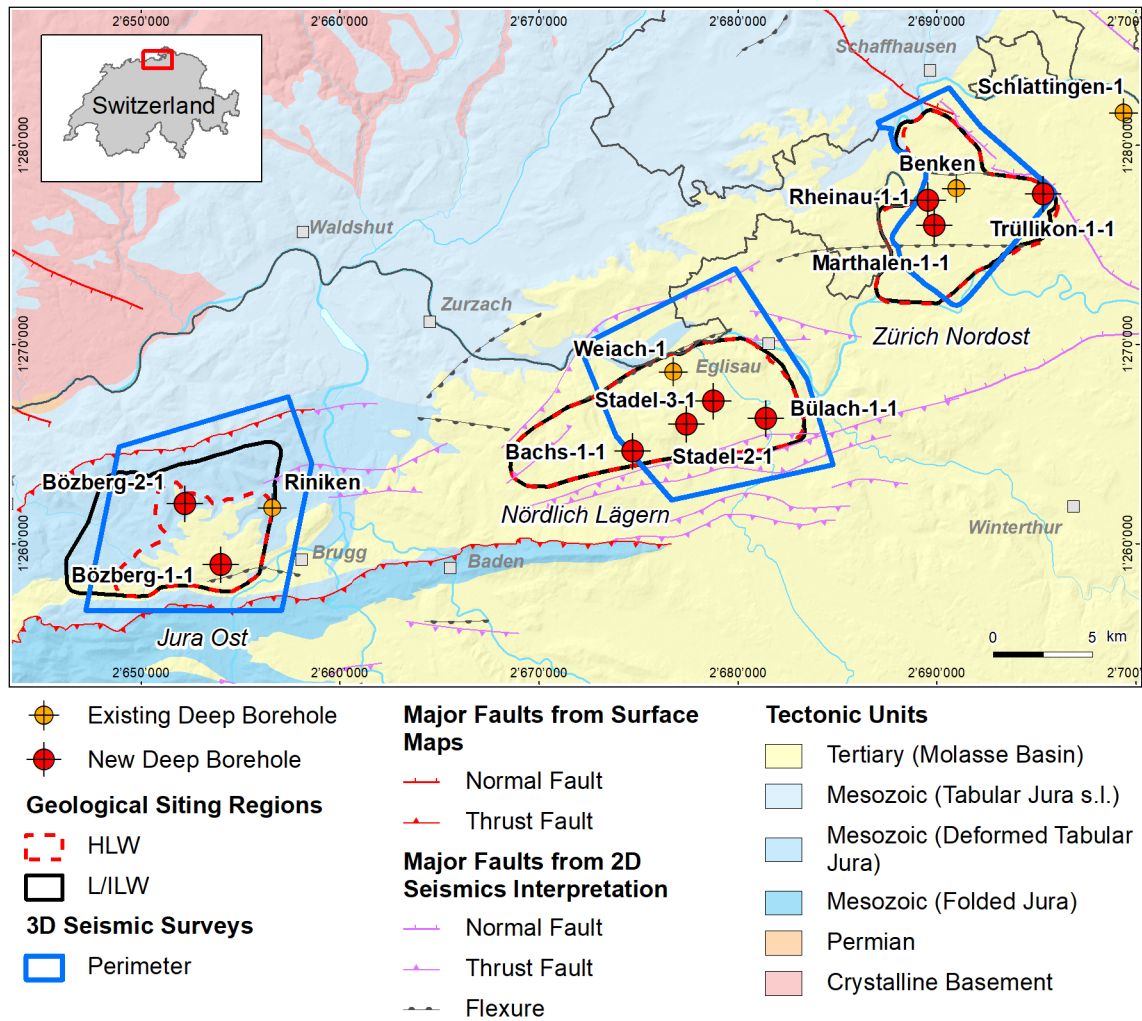 2'650'000
2'660'000
2'670'000
2'680'000
2'690'000
2'700
Switzerland
Schaffhausen
Schlattingen-1
1'280'000
1'280'000
Benken
Rheinau-1-1
Trüllikon-1-1
Marthalen-1-1
Waldshut
Zurzach
Zürich Nordost
1'270'000
1'270'000
Weiach-1
Eglisau
Stadel-3-1
Bülach-1-1
Bachs-1-1
Stadel-2-1
Nördlich Lägern
Bözberg-2-1
Riniken
Winterthur
1'260'000
1'260'000
Brugg
Baden
Bözberg-1-1
Jura Ost
0 5 km
2'650'000
2'660'000
2'670'000
2'680'000
2'690'000
2'700
Existing Deep Borehole
New Deep Borehole
Geological Siting Regions
HLW
L/ILW
3D Seismic Surveys
Perimeter
Major Faults from Surface
Maps
Normal Fault
Thrust Fault
Major Faults from 2D
Seismics Interpretation
Normal Fault
Thrust Fault
Flexure
Tectonic Units
Tertiary (Molasse Basin)
Mesozoic (Tabular Jura s.l.)
Mesozoic (Deformed Tabular
Jura)
Mesozoic (Folded Jura)
Permian
Crystalline Basement